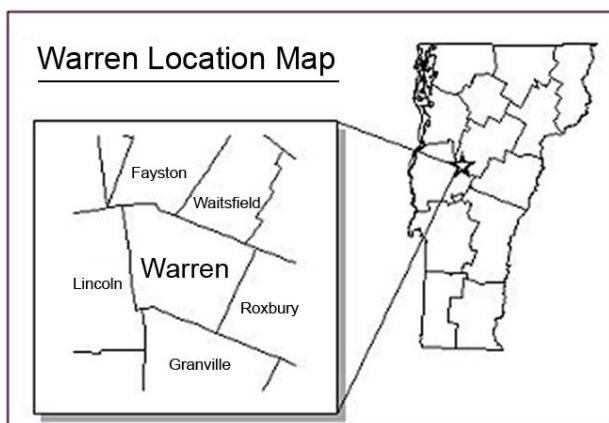 Warren Location Map
Fayston
Waitsfield
Warren
Lincoln
Roxbury
Granville